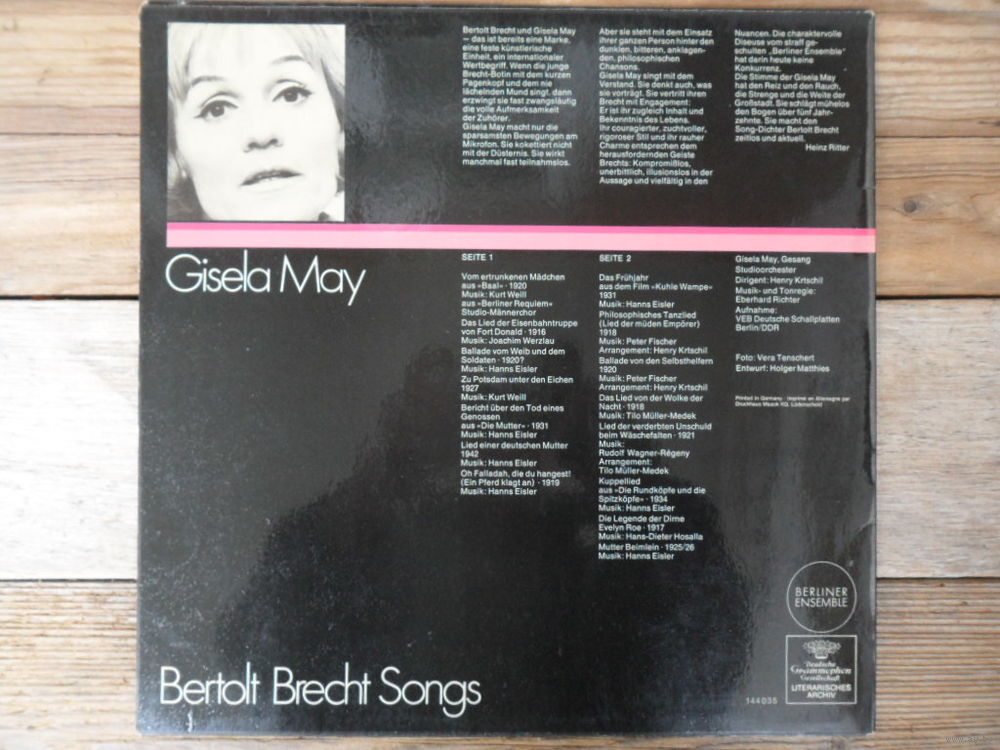 Bertolt Brecht und Gisela May
— das ist bereits eine Marke,
eine feste künstlerische
Einheit, ein internationaler
Wertbegriff. Wenn die junge
Brecht-Botin mit dem kurzen
Pagenkopf und dem nie
lächelnden Mund singt, dann
erzwingt sie fast zwangsläufig
die volle Aufmerksamkeit
der Zuhörer.
Gisela May macht nur die
sparsamsten Bewegungen am
Mikrofon. Sie kokettiert nicht
mit der Düsternis. Sie wirkt
manchmal fast teilnahmslos.
Aber sie steht mit dem Einsatz
ihrer ganzen Person hinter den
dunklen, bitteren, anklagen-
den, philosophischen
Chansons.
Gisela May singt mit dem
Verstand. Sie denkt auch, was
sie vorträgt. Sie vertritt ihren
Brecht mit Engagement:
Er ist ihr zugleich Inhalt und
Bekenntnis des Lebens.
Ihr couragierter, zuchtvoller,
rigoroser Stil und ihr rauher
Charme entsprechen dem
herausfordernden Geiste
Brechts: Kompromißlos,
unerbittlich, illusionslos in der
Aussage und vielfältig in den
Nuancen. Die charaktervolle
Diseuse vom straff ge-
schulten „Berliner Ensemble"
hat darin heute keine
Konkurrenz.
Die Stimme der Gisela May
hat den Reiz und den Rauch,
die Strenge und die Weite der
Großstadt. Sie schlägt mühelos
den Bogen über fünf Jahr-
zehnte. Sie macht den
Song-Dichter Bertolt Brecht
zeitlos und aktuell.
Heinz Ritter
Gisela May
SEITE 1
Vom ertrunkenen Mädchen
aus »Baal« · 1920
Musik: Kurt Weill
aus »Berliner Requiem«
Studio-Männerchor
Das Lied der Eisenbahntruppe
von Fort Donald · 1916
Musik: Joachim Werzlau
Ballade vom Weib und dem
Soldaten · 1920?
Musik: Hanns Eisler
Zu Potsdam unter den Eichen
1927
Musik: Kurt Weill
Bericht über den Tod eines
Genossen
aus »Die Mutter« · 1931
Musik: Hanns Eisler
Lied einer deutschen Mutter
1942
Musik: Hanns Eisler
Oh Falladah, die du hangest!
(Ein Pferd klagt an) · 1919
Musik: Hanns Eisler
SEITE 2
Das Frühjahr
aus dem Film »Kuhle Wampe«
1931
Musik: Hanns Eisler
Philosophisches Tanzlied
(Lied der müden Empörer)
1918
Musik: Peter Fischer
Arrangement: Henry Krtschil
Ballade von den Selbsthelfern
1920
Musik: Peter Fischer
Arrangement: Henry Krtschil
Das Lied von der Wolke der
Nacht · 1918
Musik: Tilo Müller-Medek
Lied der verderbten Unschuld
beim Wäschefalten · 1921
Musik:
Rudolf Wagner-Régeny
Arrangement:
Tilo Müller-Medek
Kuppellied
aus »Die Rundköpfe und die
Spitzköpfe« · 1934
Musik: Hanns Eisler
Die Legende der Dirne
Evelyn Roe · 1917
Musik: Hans-Dieter Hosalla
Mutter Beimlein · 1925/26
Musik: Hanns Eisler
Gisela May, Gesang
Studioorchester
Dirigent: Henry Krtschil
Musik- und Tonregie:
Eberhard Richter
Aufnahme:
VEB Deutsche Schallplatten
Berlin/DDR
Foto: Vera Tenschert
Entwurf: Holger Matthies
Printed in Germany · Imprimé en Allemagne par
Druckhaus Maack KG, Lüdenscheid
BERLINER
ENSEMBLE
Deutsche
Grammophon
Gesellschaft
LITERARISCHES
ARCHIV
144 035
Bertolt Brecht Songs